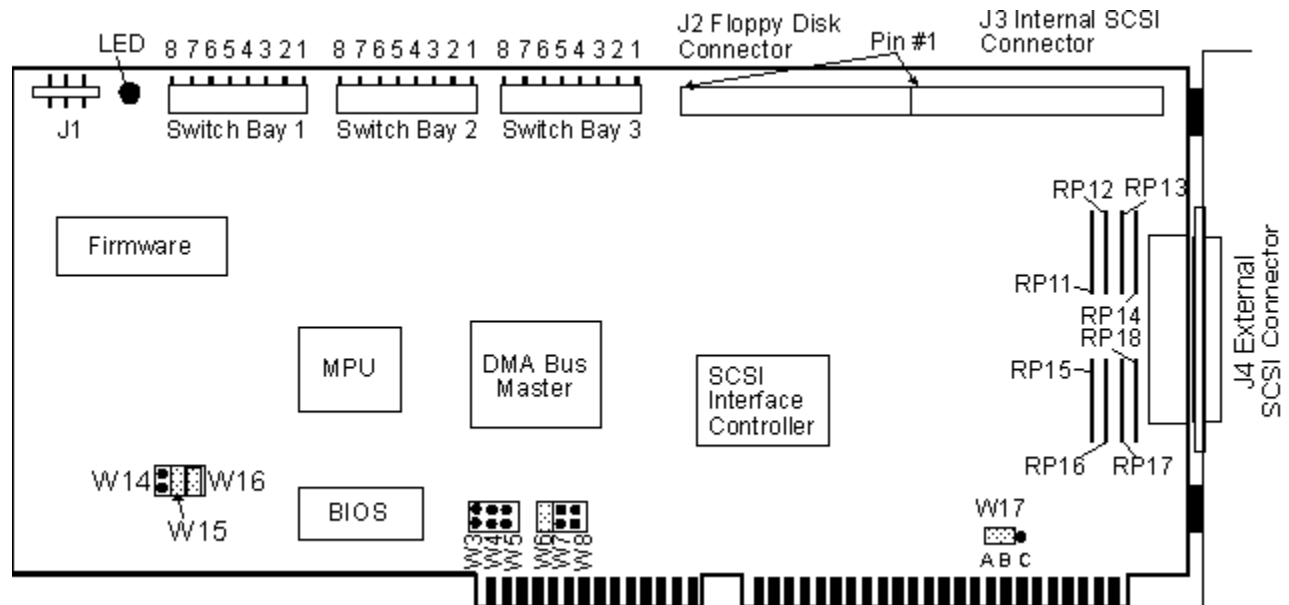 J2 Floppy Disk
Connector
Pin #1
J3 Internal SCSI
Connector
LED
8 7 6 5 4 3 2 1
8 7 6 5 4 3 2 1
8 7 6 5 4 3 2 1
J1
Switch Bay 1
Switch Bay 2
Switch Bay 3
RP12
RP13
Firmware
RP11
RP14
RP18
J4 External
SCSI Connector
MPU
DMA Bus
Master
SCSI
Interface
Controller
RP15
RP16
RP17
W14
W16
W15
BIOS
W3
W4
W5
W6
W7
W8
W17
A B C